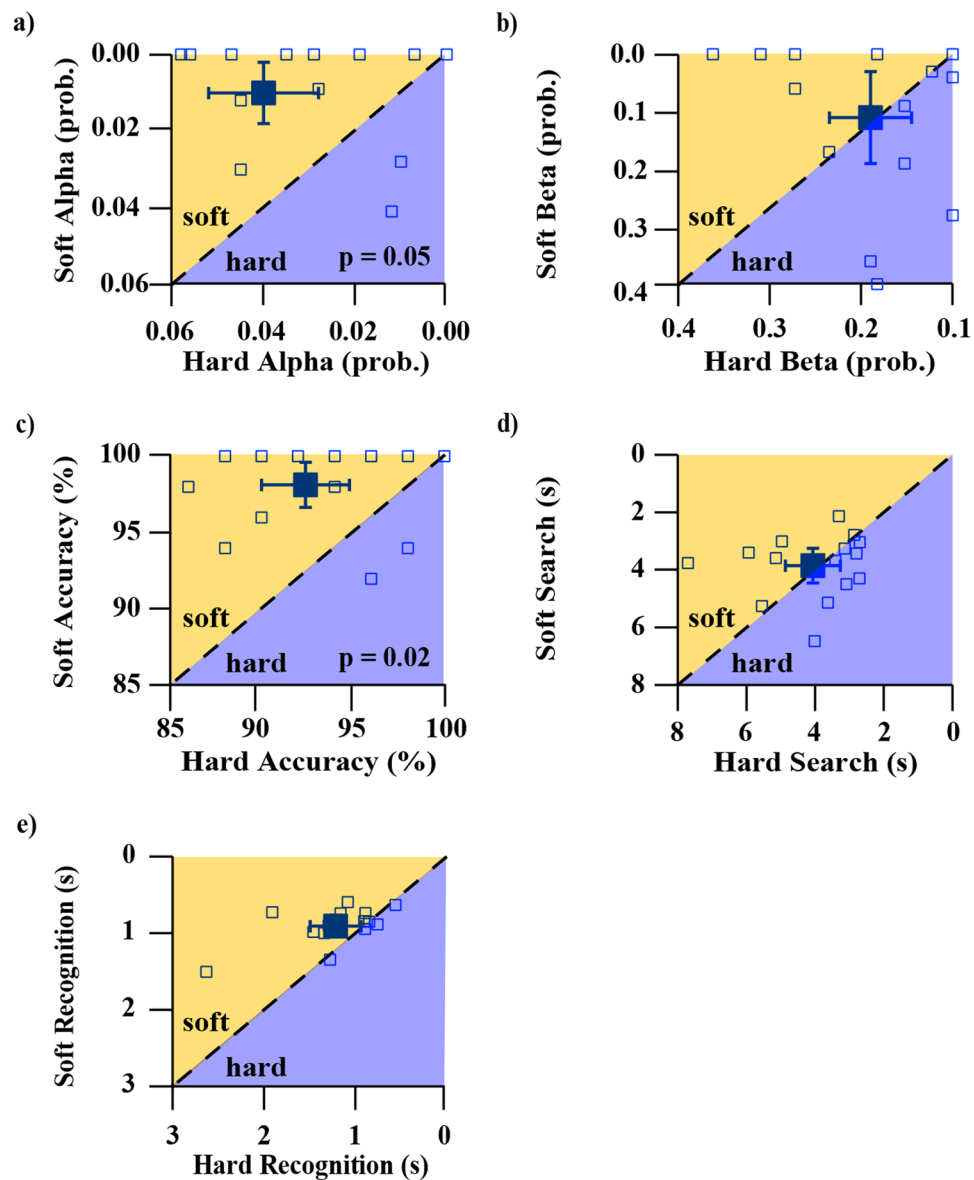 a)
0.00
0.02
0.04
0.06
Soft Alpha (prob.)
soft
hard
p = 0.05
0.06
0.04
0.02
0.00
Hard Alpha (prob.)
b)
0.0
0.1
0.2
0.3
0.4
Soft Beta (prob.)
soft
hard
0.4
0.3
0.2
0.1
Hard Beta (prob.)
c)
100
95
90
85
Soft Accuracy (%)
soft
hard
p = 0.02
85
90
95
100
Hard Accuracy (%)
d)
0
2
4
6
8
Soft Search (s)
soft
hard
8
6
4
2
0
Hard Search (s)
e)
0
1
2
3
Soft Recognition (s)
soft
hard
3
2
1
0
Hard Recognition (s)